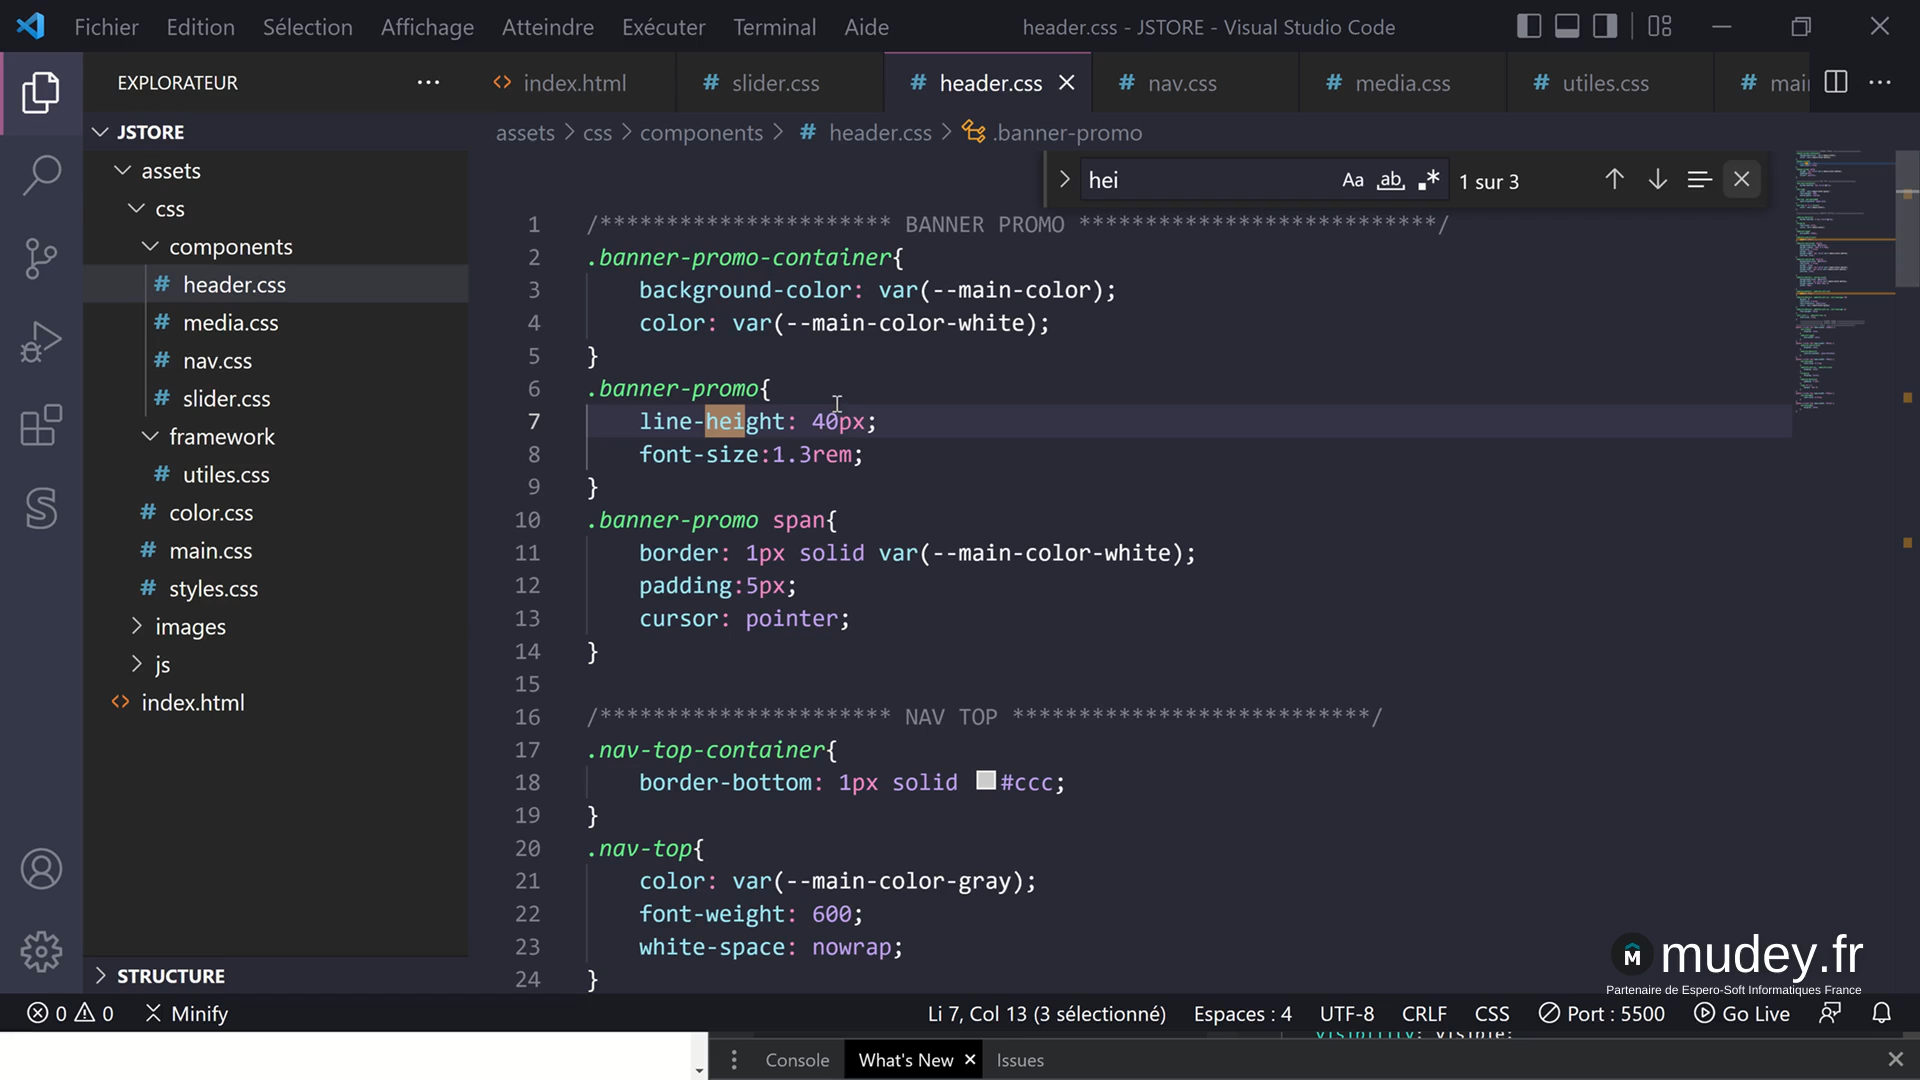 Fichier Edition Sélection Affichage Atteindre Exécuter Terminal Aide header.css - JSTORE - Visual Studio Code
EXPLORATEUR
index.html slider.css header.css nav.css media.css utiles.css
JSTORE
assets > css > components > # header.css > .banner-promo
assets
hei Aa ab 1 sur 3
css
components
header.css
media.css
nav.css
slider.css
framework
utiles.css
color.css
main.css
styles.css
images
js
index.html
STRUCTURE
1 /********************** BANNER PROMO ***************************/
2 .banner-promo-container{
3 background-color: var(--main-color);
4 color: var(--main-color-white);
5 }
6 .banner-promo{
7 line-height: 40px;
8 font-size:1.3rem;
9 }
10 .banner-promo span{
11 border: 1px solid var(--main-color-white);
12 padding:5px;
13 cursor: pointer;
14 }
15
16 /********************** NAV TOP ***************************/
17 .nav-top-container{
18 border-bottom: 1px solid #ccc;
19 }
20 .nav-top{
21 color: var(--main-color-gray);
22 font-weight: 600;
23 white-space: nowrap;
24 }
mudey.fr
Partenaire de Espero-Soft Informatiques France
0 0 Minify Li 7, Col 13 (3 sélectionné) Espaces : 4 UTF-8 CRLF CSS Port : 5500 Go Live
Console What's New Issues